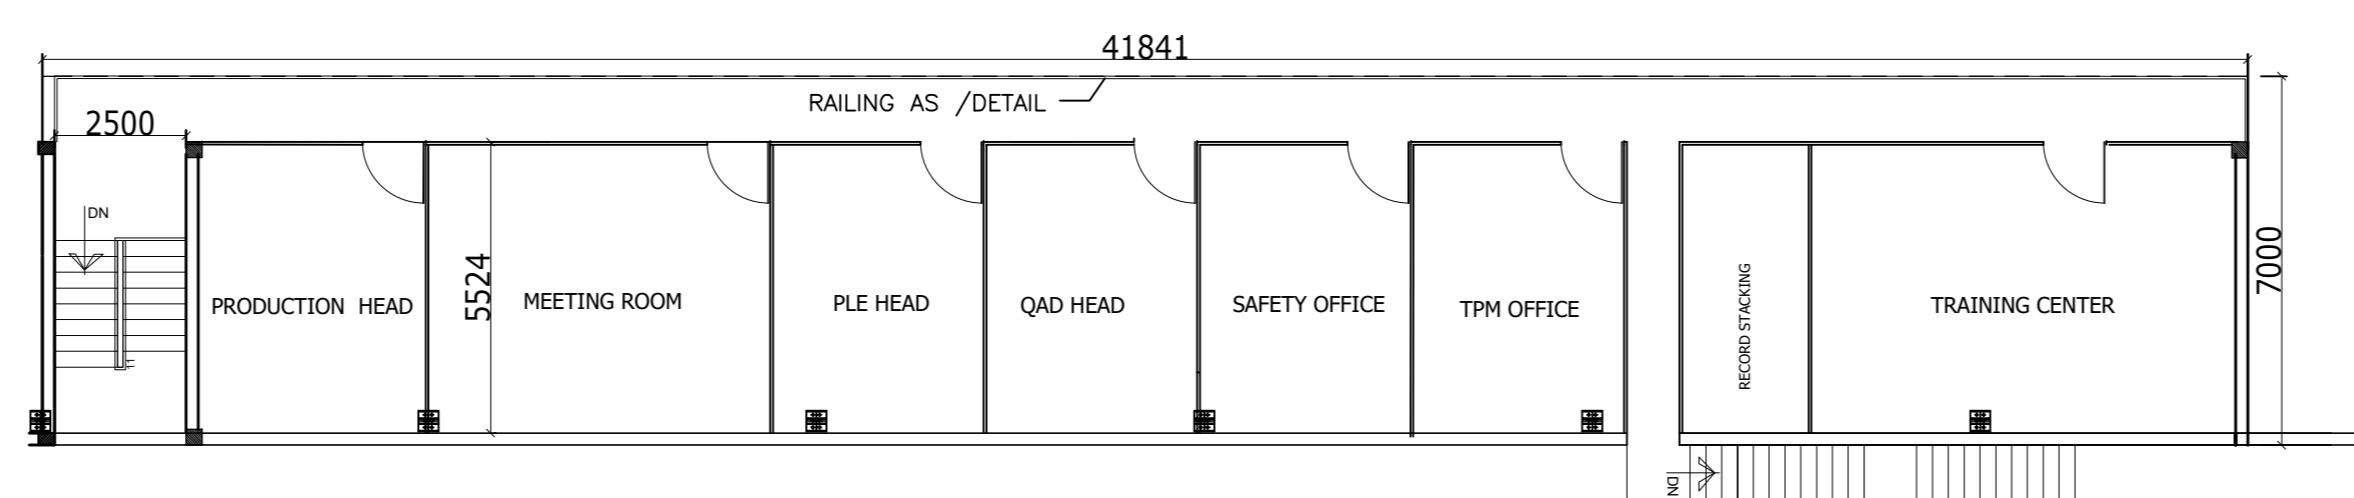 41841
RAILING AS /DETAIL
2500
DN
5524
7000
PRODUCTION HEAD
MEETING ROOM
PLE HEAD
QAD HEAD
SAFETY OFFICE
TPM OFFICE
RECORD STACKING
TRAINING CENTER
DN